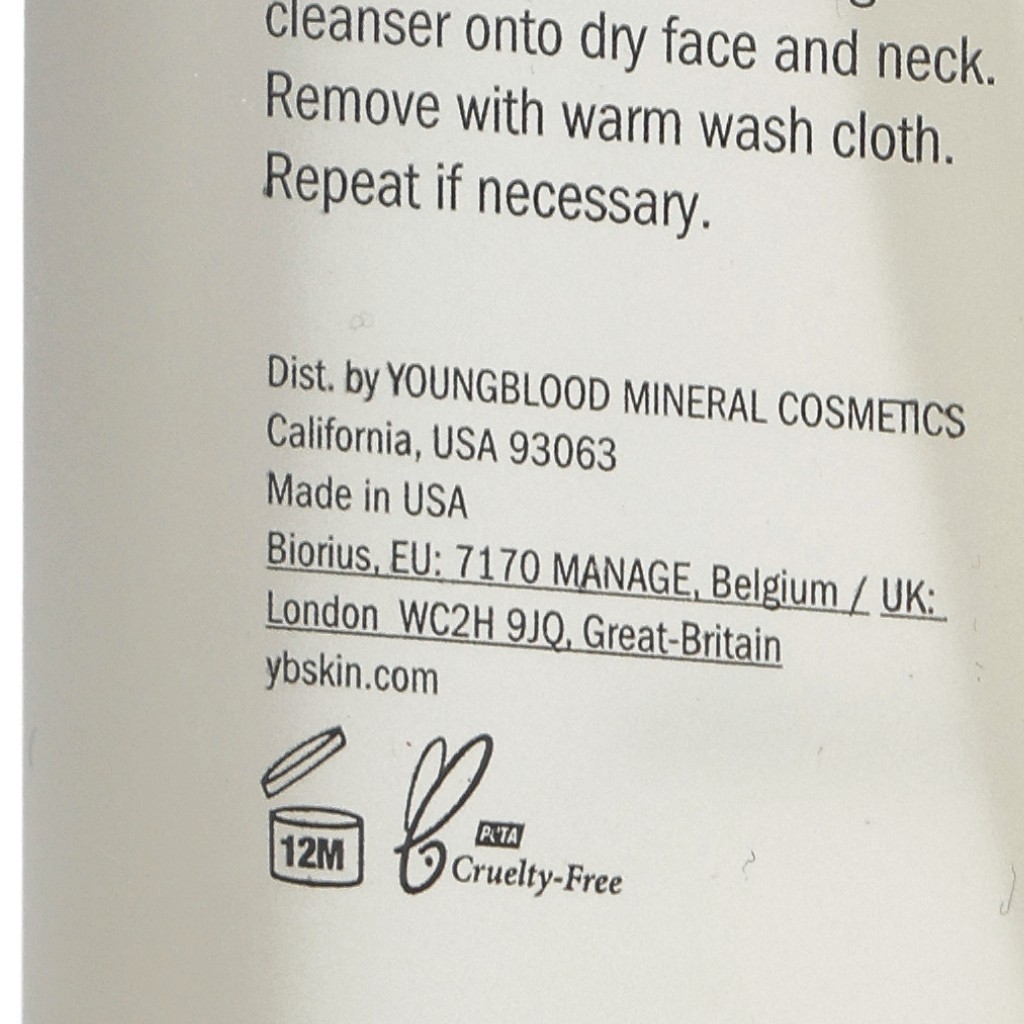 cleanser onto dry face and neck.
Remove with warm wash cloth.
Repeat if necessary.
Dist. by YOUNGBLOOD MINERAL COSMETICS
California, USA 93063
Made in USA
Biorius, EU: 7170 MANAGE, Belgium / UK:
London WC2H 9JQ, Great-Britain
ybskin.com
12M
PETA
Cruelty-Free